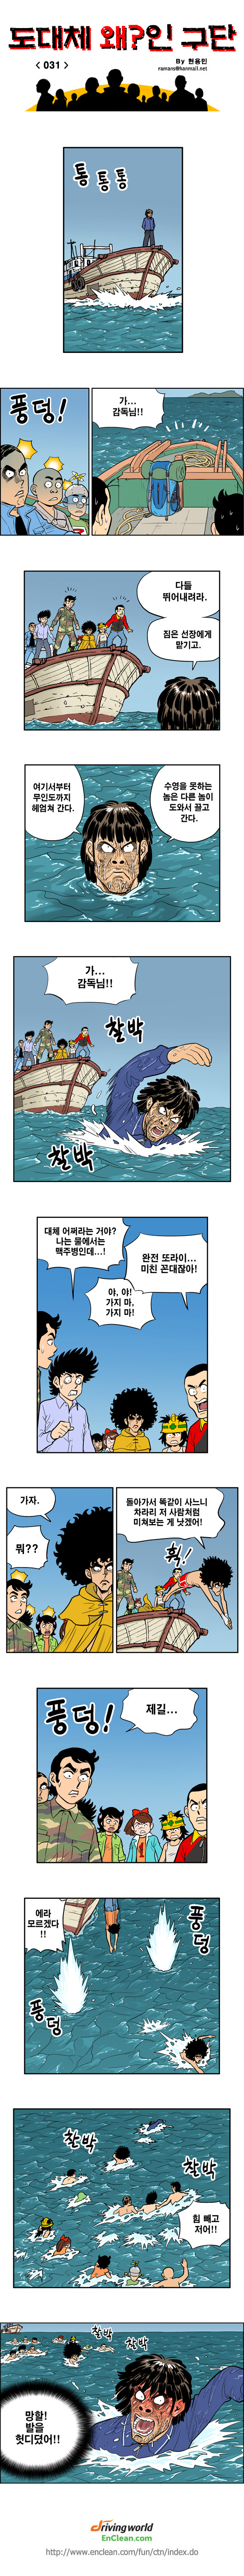 도대체 왜?인 구단
< 031 >
By 현용민
ramans@hanmail.net
통 통 통
풍덩!
가...
감독님!!
다들
뛰어내려라.
짐은 선장에게
맡기고.
여기서부터
무인도까지
헤엄쳐 간다.
수영을 못하는
놈은 다른 놈이
도와서 끌고
간다.
가...
감독님!!
찰박
찰박
대체 어쩌라는 거야?
나는 물에서는
맥주병인데...!
완전 또라이...
미친 꼰대잖아!
야, 야!
가지 마,
가지 마!
가자.
뭐??
돌아가서 똑같이 사느니
차라리 저 사람처럼
미쳐보는 게 낫겠어!
휙!
풍덩!
제길...
에라
모르겠다
!!
풍덩
풍덩
찰박
찰박
힘 빼고
저어!!
찰박
찰박
망할!
발을
헛디뎠어!!
drivingworld
EnClean.com
http://www.enclean.com/fun/ctn/index.do